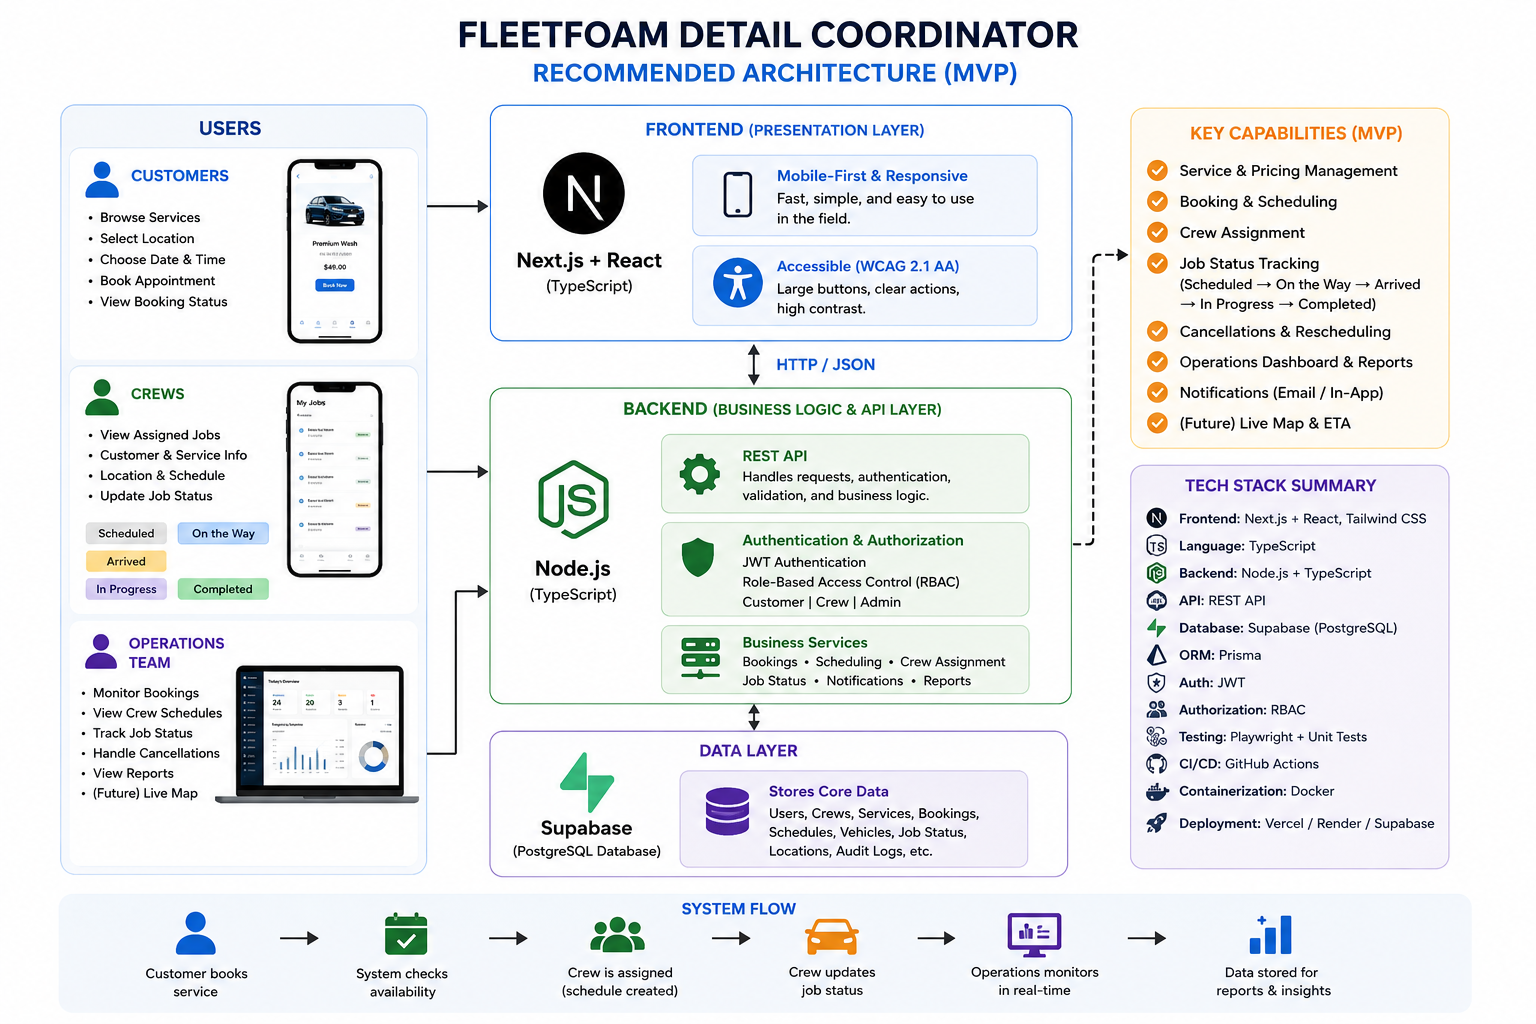 FLEETFOAM DETAIL COORDINATOR
RECOMMENDED ARCHITECTURE (MVP)
USERS
CUSTOMERS
• Browse Services
• Select Location
• Choose Date & Time
• Book Appointment
• View Booking Status
Premium Wash
$49.00
Book Now
CREWS
• View Assigned Jobs
• Customer & Service Info
• Location & Schedule
• Update Job Status
Scheduled
On the Way
Arrived
In Progress
Completed
My Jobs
OPERATIONS
TEAM
• Monitor Bookings
• View Crew Schedules
• Track Job Status
• Handle Cancellations
• View Reports
• (Future) Live Map
Today's Overview
24 20 3 1
FRONTEND (PRESENTATION LAYER)
N
Next.js + React
(TypeScript)
Mobile-First & Responsive
Fast, simple, and easy to use
in the field.
Accessible (WCAG 2.1 AA)
Large buttons, clear actions,
high contrast.
HTTP / JSON
BACKEND (BUSINESS LOGIC & API LAYER)
JS
Node.js
(TypeScript)
REST API
Handles requests, authentication,
validation, and business logic.
Authentication & Authorization
JWT Authentication
Role-Based Access Control (RBAC)
Customer | Crew | Admin
Business Services
Bookings • Scheduling • Crew Assignment
Job Status • Notifications • Reports
DATA LAYER
Supabase
(PostgreSQL Database)
Stores Core Data
Users, Crews, Services, Bookings,
Schedules, Vehicles, Job Status,
Locations, Audit Logs, etc.
KEY CAPABILITIES (MVP)
Service & Pricing Management
Booking & Scheduling
Crew Assignment
Job Status Tracking
(Scheduled → On the Way → Arrived
→ In Progress → Completed)
Cancellations & Rescheduling
Operations Dashboard & Reports
Notifications (Email / In-App)
(Future) Live Map & ETA
TECH STACK SUMMARY
N Frontend: Next.js + React, Tailwind CSS
TS Language: TypeScript
Backend: Node.js + TypeScript
API: REST API
Database: Supabase (PostgreSQL)
ORM: Prisma
Auth: JWT
Authorization: RBAC
Testing: Playwright + Unit Tests
CI/CD: GitHub Actions
Containerization: Docker
Deployment: Vercel / Render / Supabase
SYSTEM FLOW
Customer books
service
System checks
availability
Crew is assigned
(schedule created)
Crew updates
job status
Operations monitors
in real-time
Data stored for
reports & insights